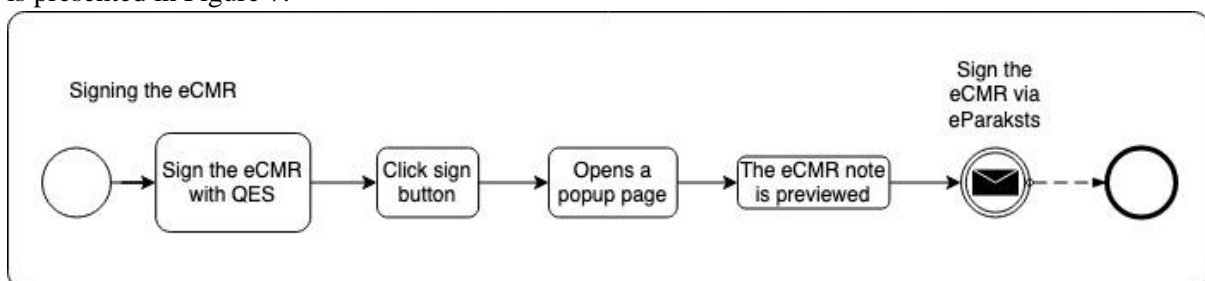 is presented in Figure 7.
Signing the eCMR
Sign the eCMR
with QES
Click sign
button
Opens a
popup page
The eCMR note
is previewed
Sign the
eCMR via
eParaksts